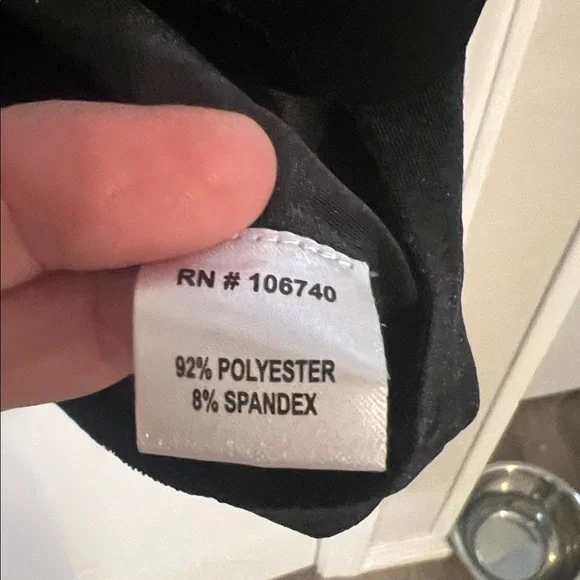 RN # 106740
92% POLYESTER
8% SPANDEX